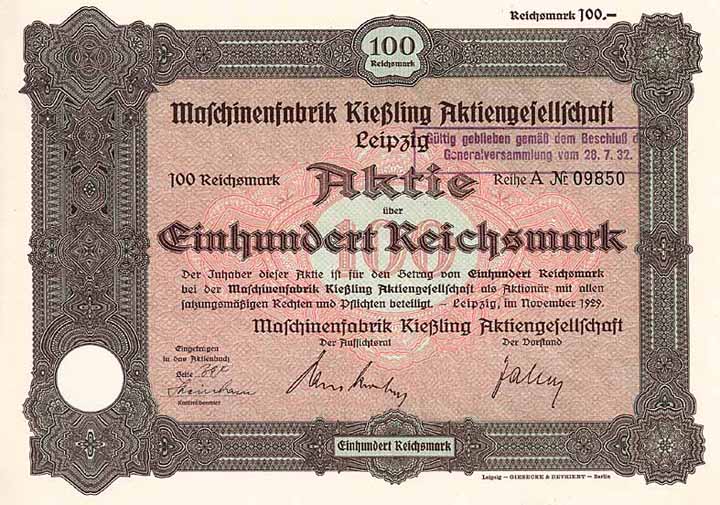 Reichsmark 100.—
100
Reichsmark
Maſchinenfabrik Kießling Aktiengeſellſchaft
Leipzig
Gültig geblieben gemäß dem Beschluß d
Generalversammlung vom 28. 7. 32.
100 Reichsmark Aktie Reihe A № 09850
über
100
Einhundert Reichsmark
Der Inhaber dieſer Aktie iſt für den Betrag von Einhundert Reichsmark
bei der Maſchinenfabrik Kießling Aktiengeſellſchaft als Aktionär mit allen
ſatzungsmäßigen Rechten und Pflichten beteiligt. – Leipzig, im November 1929.
Maſchinenfabrik Kießling Aktiengeſellſchaft
Der Aufſichtsrat Der Vorſtand
Eingetragen
in das Aktienbuch
Seite
Kontrollbeamter
Einhundert Reichsmark
Leipzig — GIESECKE & DEVRIENT — Berlin